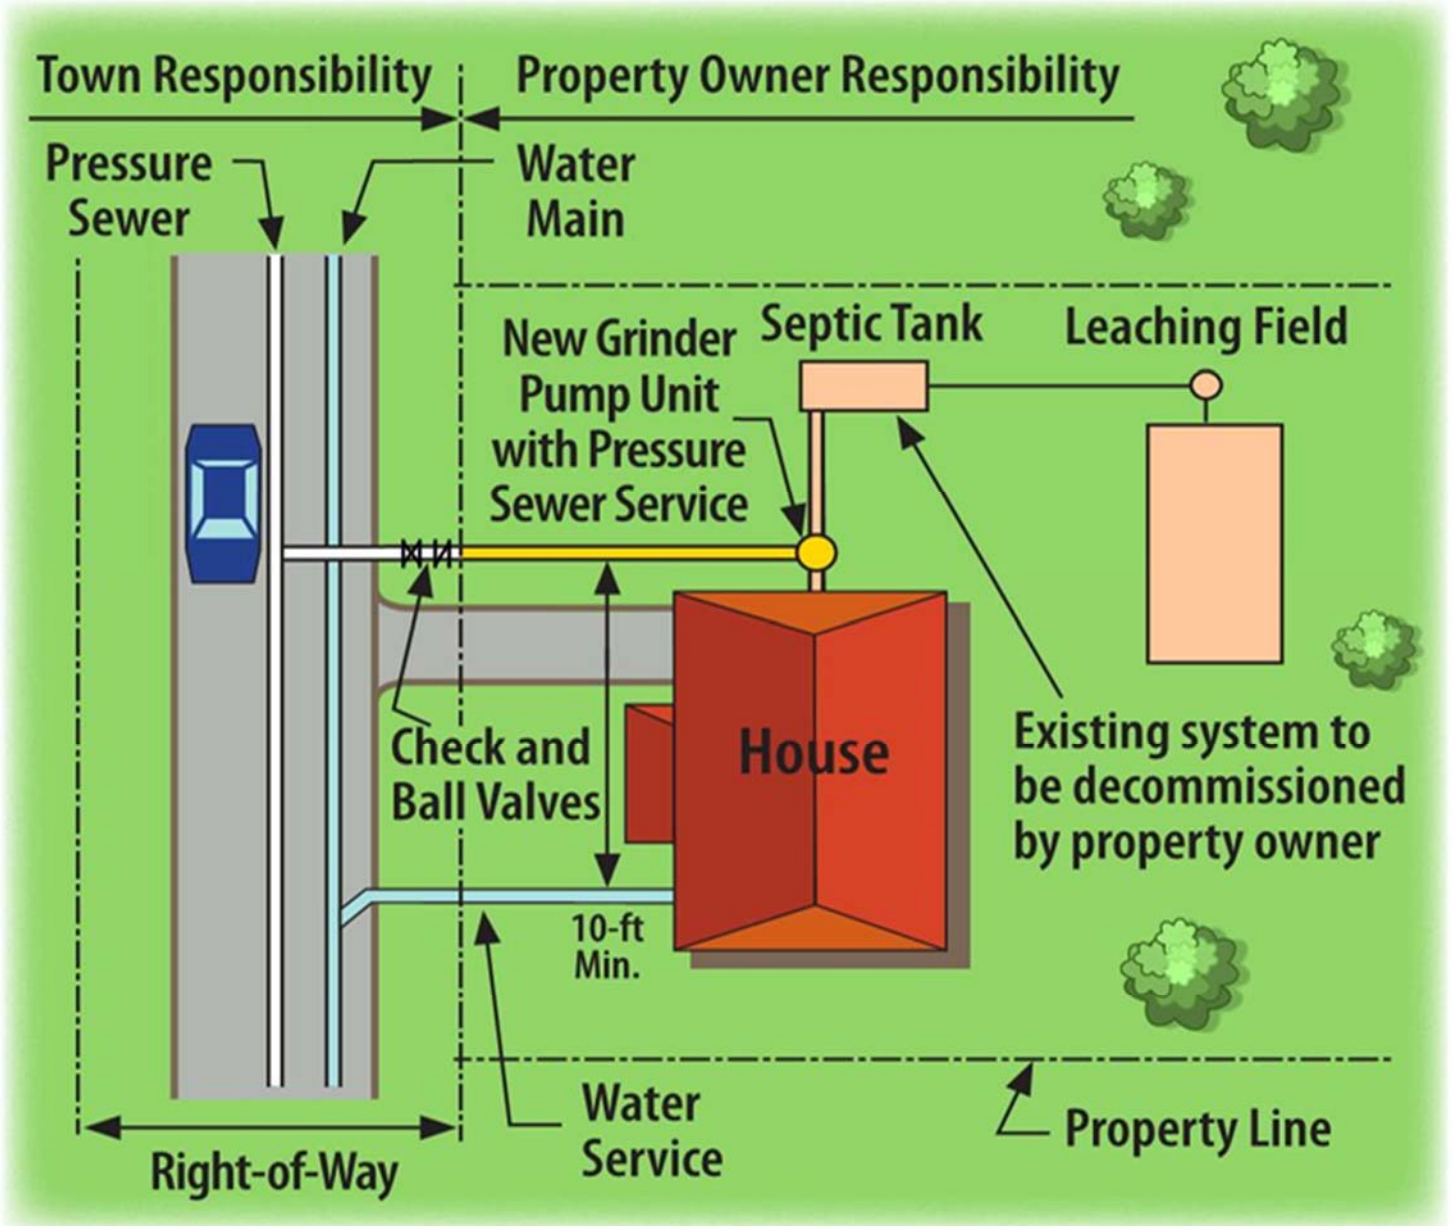 Town Responsibility
Property Owner Responsibility
Pressure
Sewer
Water
Main
New Grinder
Pump Unit
with Pressure
Sewer Service
Septic Tank
Leaching Field
Check and
Ball Valves
House
Existing system to
be decommissioned
by property owner
10-ft
Min.
Water
Service
Property Line
Right-of-Way